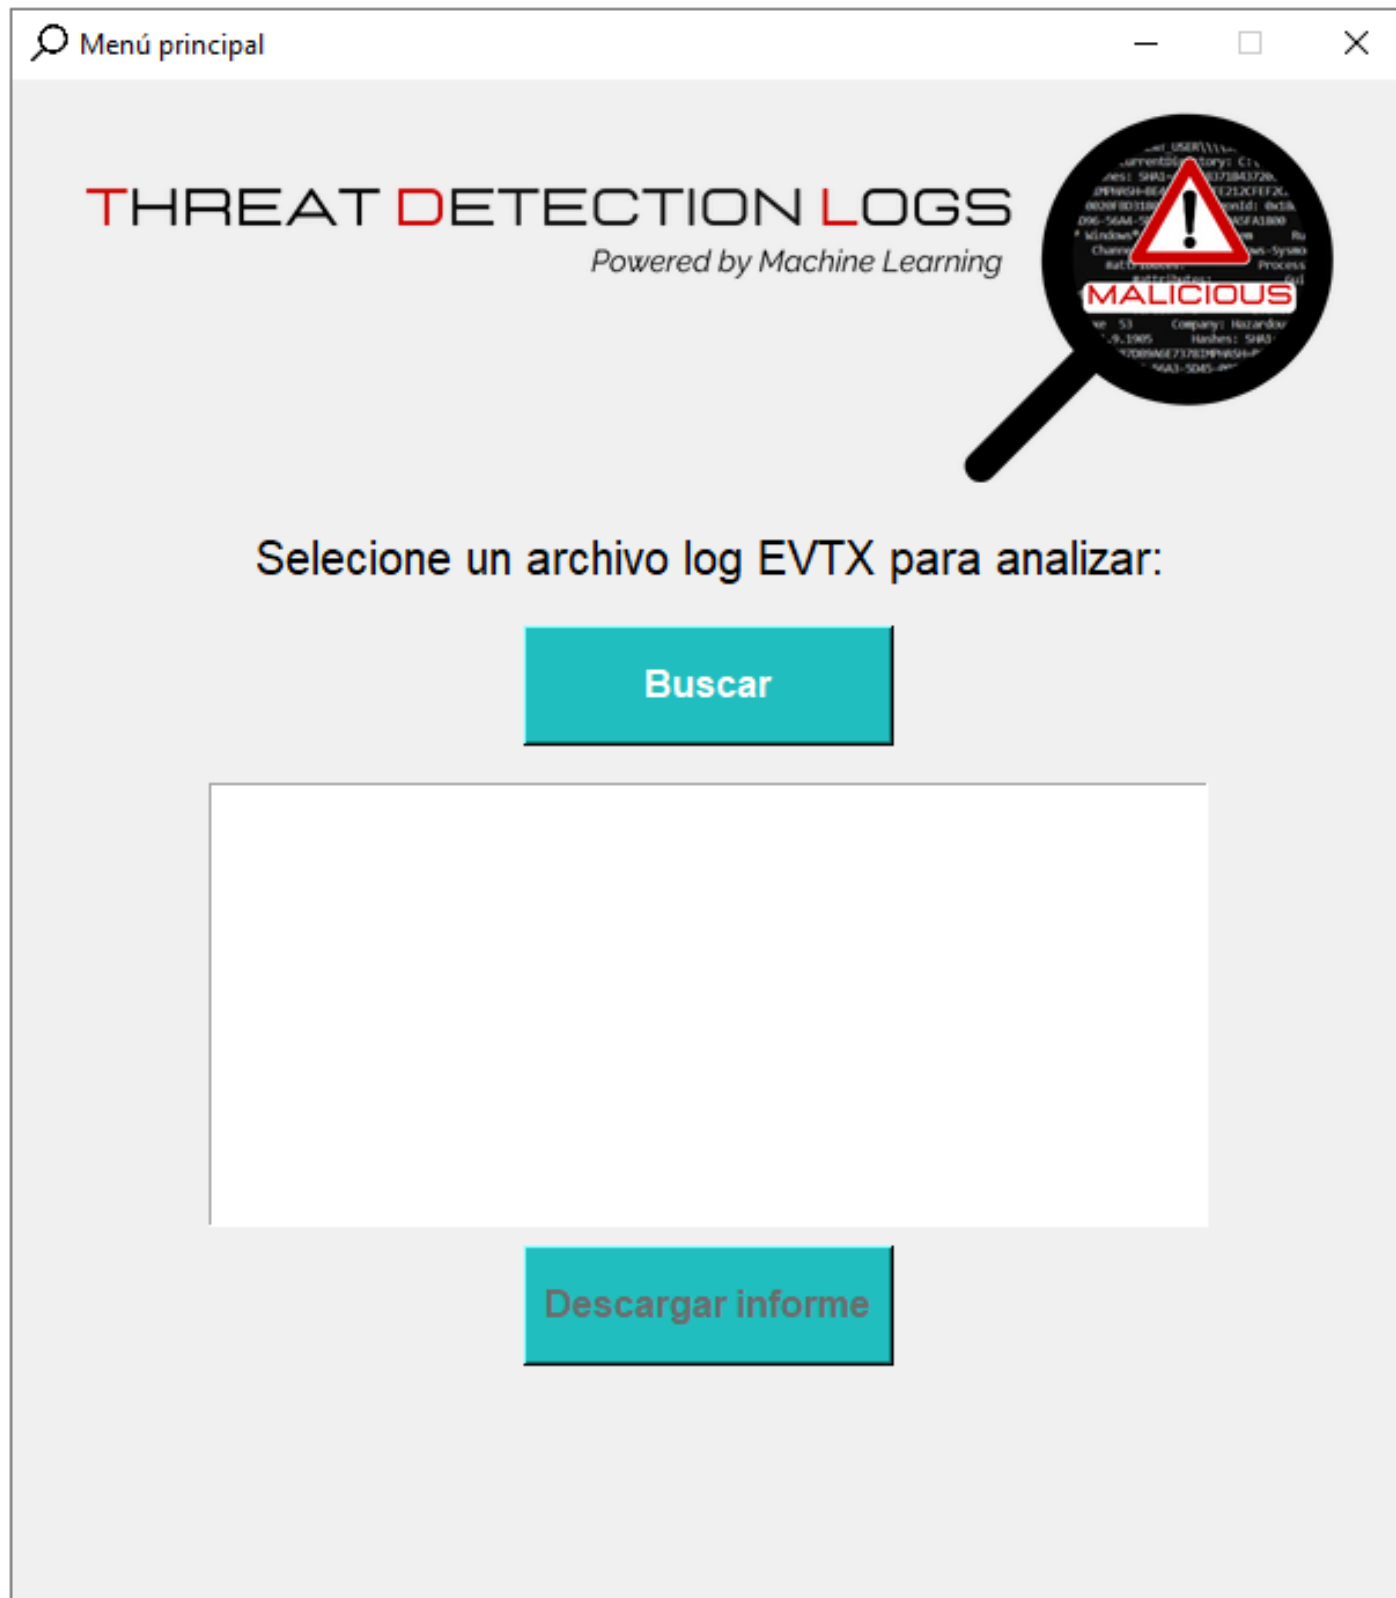 Menú principal
THREAT DETECTION LOGS
Powered by Machine Learning
MALICIOUS
Selecione un archivo log EVTX para analizar:
Buscar
Descargar informe